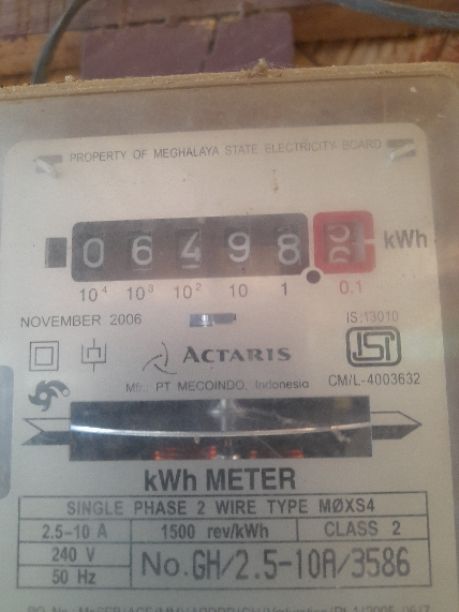 PROPERTY OF MEGHALAYA STATE ELECTRICITY BOARD
0 6 4 9 8 kWh
10⁴ 10³ 10² 10 1 0.1
NOVEMBER 2006 IS:13010
ACTARIS ISI
Mfr.: PT MECOINDO, Indonesia CM/L-4003632
kWh METER
SINGLE PHASE 2 WIRE TYPE MØXS4
2.5-10 A 1500 rev/kWh CLASS 2
240 V
50 Hz No.GH/2.5-10A/3586